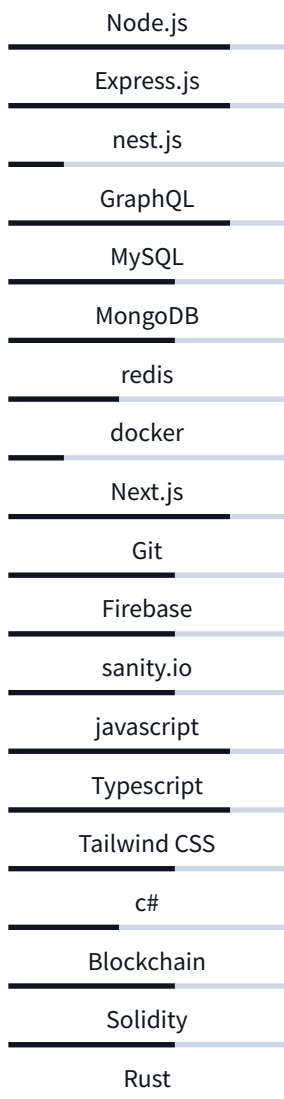 Node.js
Express.js
nest.js
GraphQL
MySQL
MongoDB
redis
docker
Next.js
Git
Firebase
sanity.io
javascript
Typescript
Tailwind CSS
c#
Blockchain
Solidity
Rust